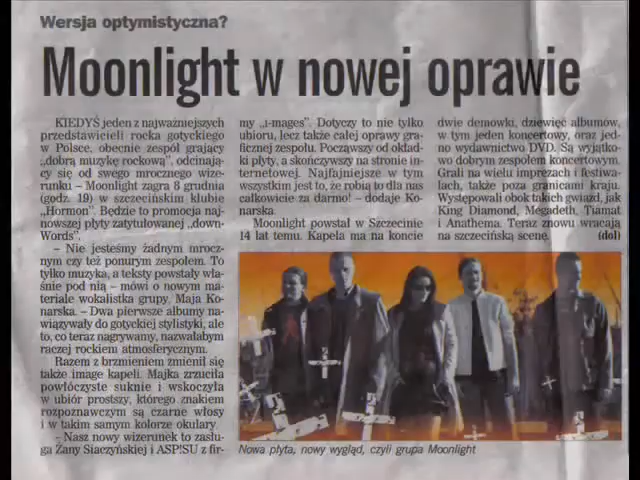 Wersja optymistyczna?
Moonlight w nowej oprawie
KIEDYŚ jeden z najważniejszych
przedstawicieli rocka gotyckiego
w Polsce, obecnie zespół grający
„dobrą muzykę rockową", odcinają-
cy się od swego mrocznego wize-
runku – Moonlight zagra 8 grudnia
(godz. 19) w szczecińskim klubie
„Hormon". Będzie to promocja naj-
nowszej płyty zatytułowanej „down-
Words".
– Nie jesteśmy żadnym mrocz-
nym czy też ponurym zespołem. To
tylko muzyka, a teksty powstały wła-
śnie pod nią – mówi o nowym ma-
teriale wokalistka grupy, Maja Ko-
narska. – Dwa pierwsze albumy na-
wiązywały do gotyckiej stylistyki, ale
to, co teraz nagrywamy, nazwałabym
raczej rockiem atmosferycznym.
Razem z brzmieniem zmienił się
także image kapeli. Majka zrzuciła
powłóczyste suknie i wskoczyła
w ubiór prostszy, którego znakiem
rozpoznawczym są czarne włosy
i w takim samym kolorze okulary.
– Nasz nowy wizerunek to zasłu-
ga Żany Siaczyńskiej i ASP!SU z fir-
my „i-mages". Dotyczy to nie tylko
ubioru, lecz także całej oprawy gra-
ficznej zespołu. Począwszy od okład-
ki płyty, a skończywszy na stronie in-
ternetowej. Najfajniejsze w tym
wszystkim jest to, że robią to dla nas
całkowicie za darmo! – dodaje Ko-
narska.
Moonlight powstał w Szczecinie
14 lat temu. Kapela ma na koncie
dwie demówki, dziewięć albumów,
w tym jeden koncertowy, oraz jed-
no wydawnictwo DVD. Są wyjątko-
wo dobrym zespołem koncertowym.
Grali na wielu imprezach i festiwa-
lach, także poza granicami kraju.
Występowali obok takich gwiazd, jak
King Diamond, Megadeth, Tiamat
i Anathema. Teraz znowu wracają
na szczecińską scenę. (dol)
Nowa płyta, nowy wygląd, czyli grupa Moonlight